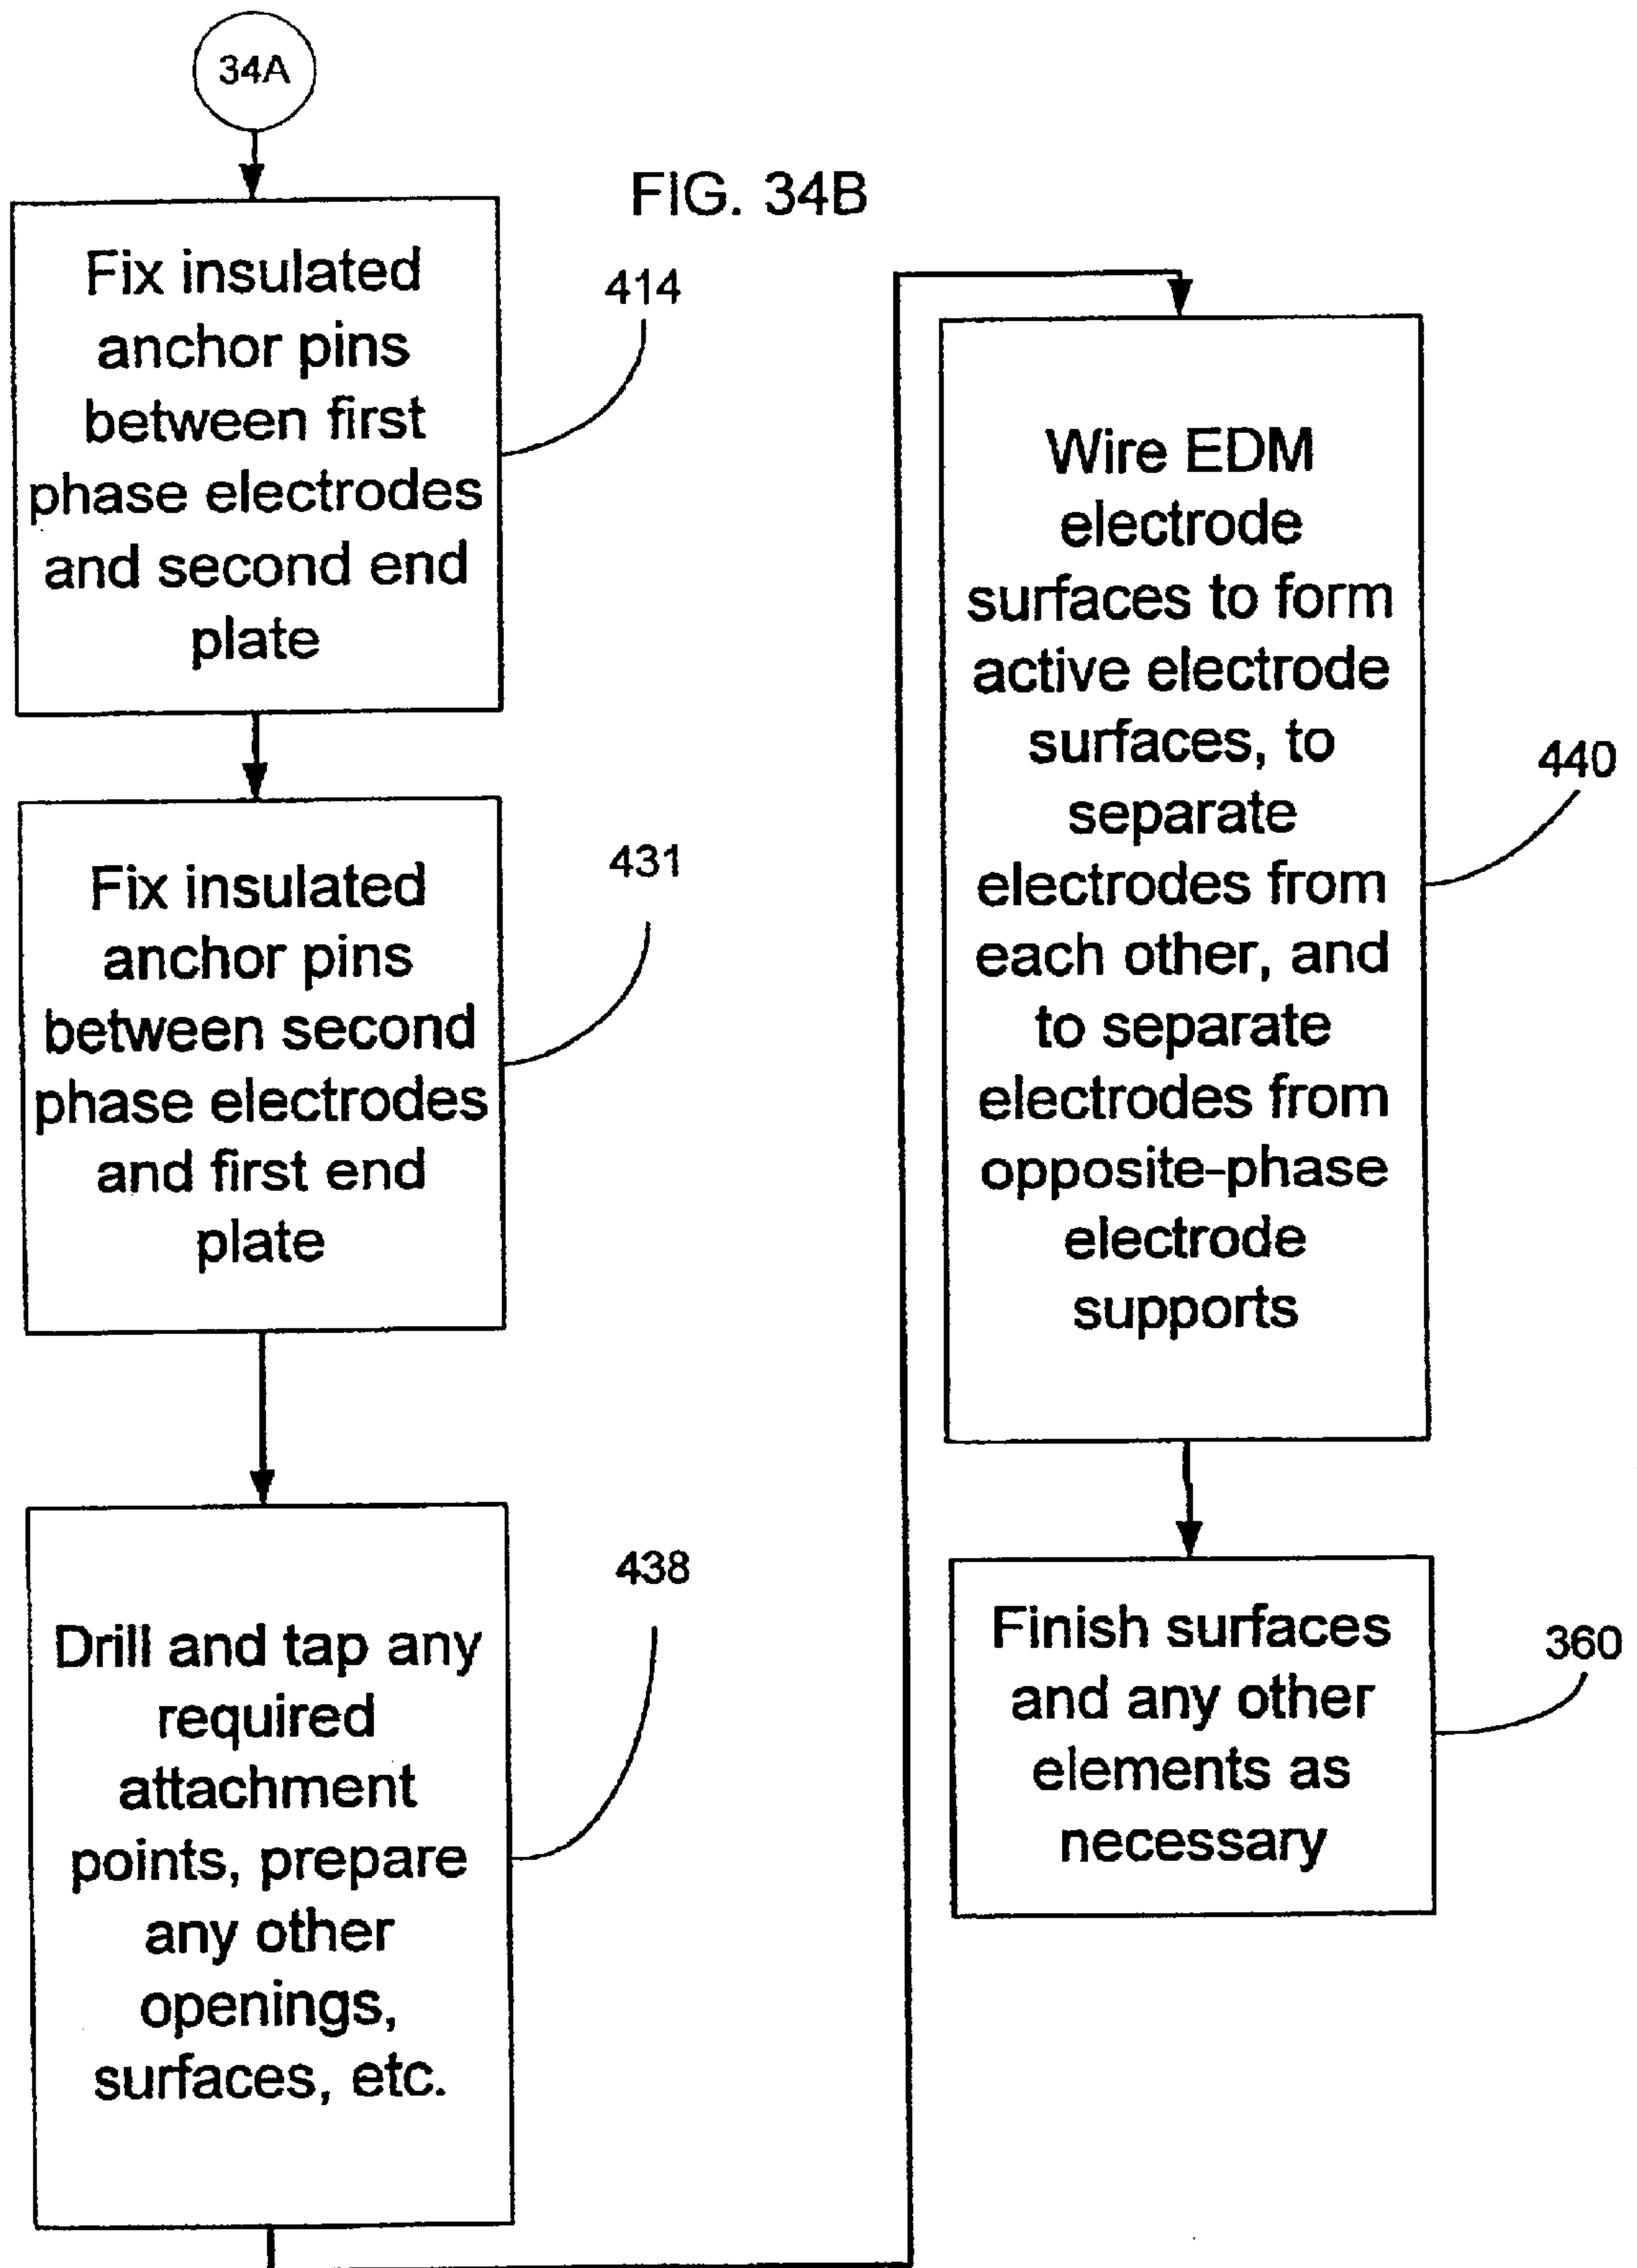 34A
FIG. 34B
Fix insulated
anchor pins
between first
phase electrodes
and second end
plate
414
Fix insulated
anchor pins
between second
phase electrodes
and first end
plate
431
Drill and tap any
required
attachment
points, prepare
any other
openings,
surfaces, etc.
438
Wire EDM
electrode
surfaces to form
active electrode
surfaces, to
separate
electrodes from
each other, and
to separate
electrodes from
opposite-phase
electrode
supports
440
Finish surfaces
and any other
elements as
necessary
360